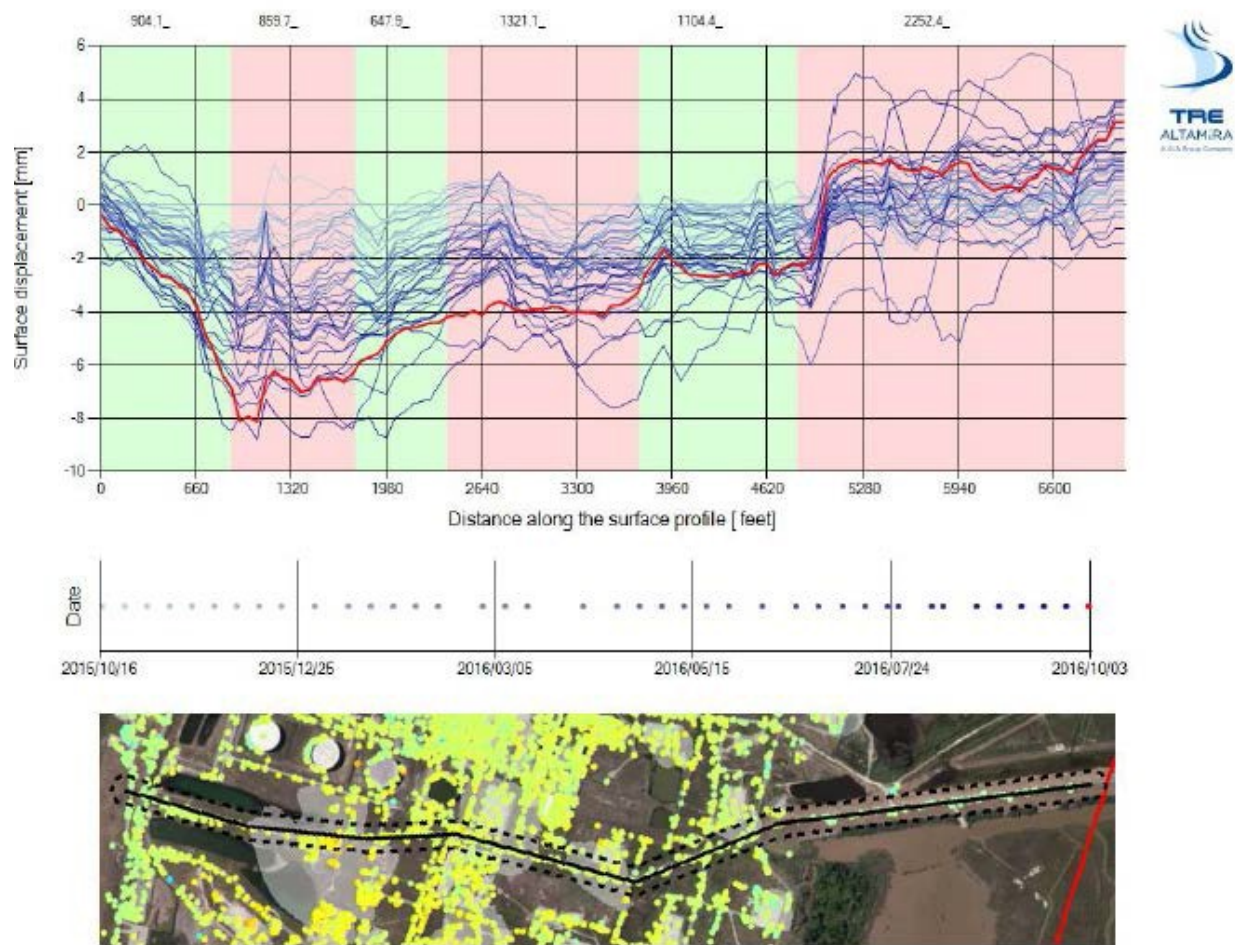 904.1_ 859.7_ 647.9_ 1321.1_ 1104.4_ 2252.4_
6
4
2
0
-2
-4
-6
-8
-10
Surface displacement [mm]
0 660 1320 1980 2640 3300 3960 4620 5280 5940 6600
Distance along the surface profile [ feet]
TRE
ALTAMIRA
Date
2015/10/16 2015/12/25 2016/03/05 2016/05/15 2016/07/24 2016/10/03